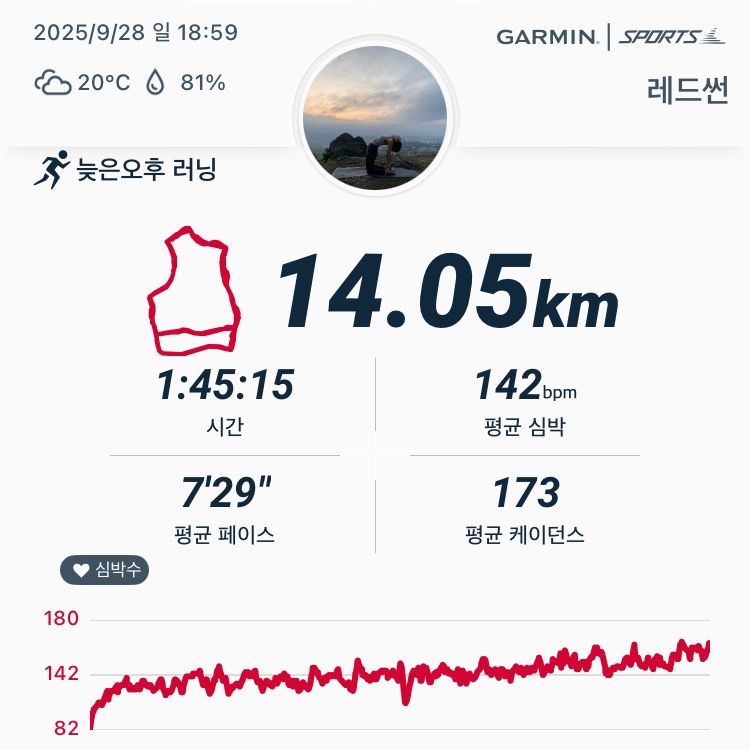 2025/9/28 일 18:59
GARMIN. | SPORTS
20°C 81%
레드썬
늦은오후 러닝
14.05km
1:45:15
시간
142bpm
평균 심박
7'29"
평균 페이스
173
평균 케이던스
심박수
180
142
82